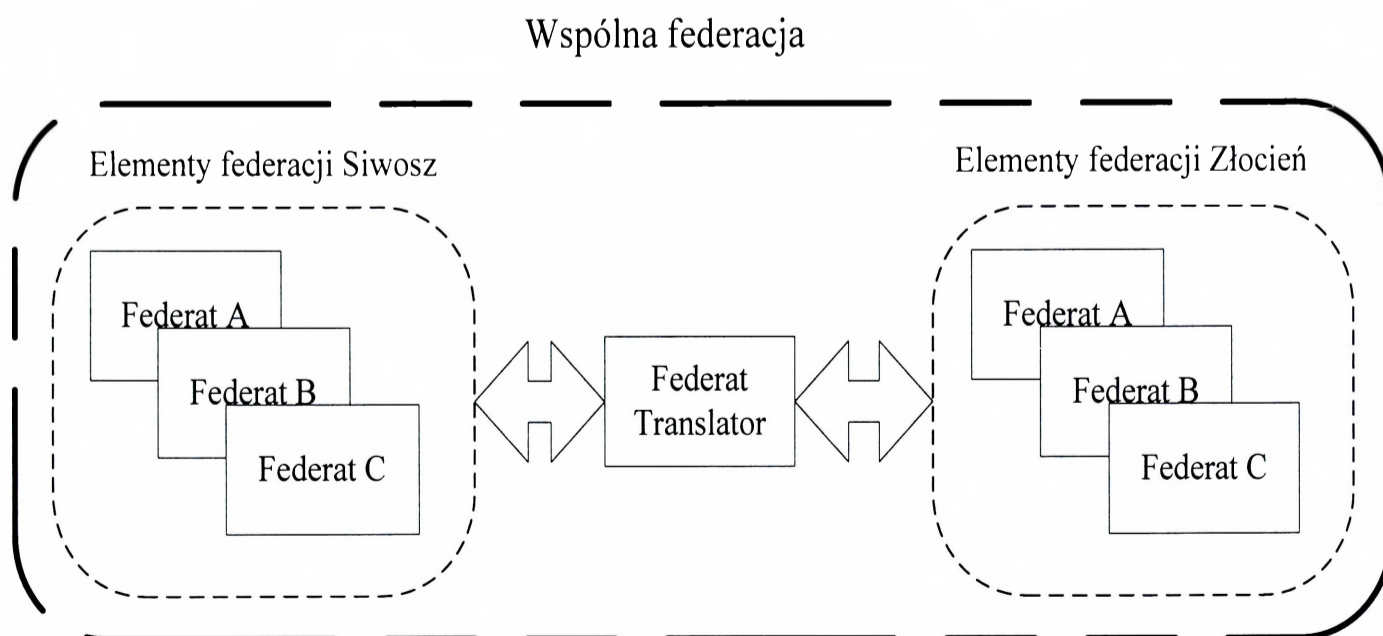 Wspólna federacja
Elementy federacji Siwosz
Elementy federacji Złocień
Federat A
Federat B
Federat C
Federat
Translator
Federat A
Federat B
Federat C